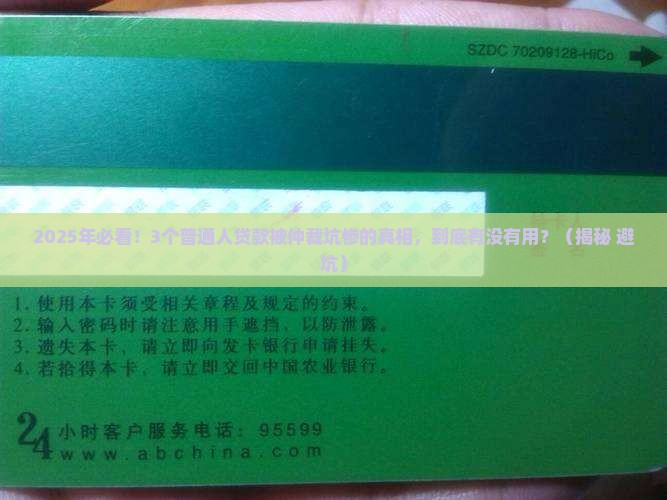 SZDC 70209128-HiCo
2025年必看！3个普通人贷款被仲裁坑惨的真相，到底有没有用？（揭秘 避
坑）
1. 使用本卡须受相关章程及规定的约束。
2. 输入密码时请注意用手遮挡，以防泄露。
3. 遗失本卡，请立即向发卡银行申请挂失。
4. 若拾得本卡，请立即交回中国农业银行。
24小时客户服务电话：95599
www.abchina.com